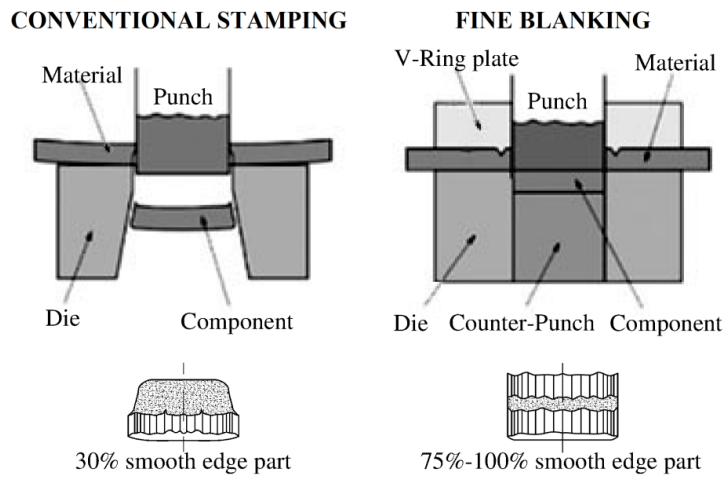 CONVENTIONAL STAMPING
Material
Punch
Die
Component
30% smooth edge part
FINE BLANKING
V-Ring plate
Material
Punch
Die
Counter-Punch
Component
75%-100% smooth edge part